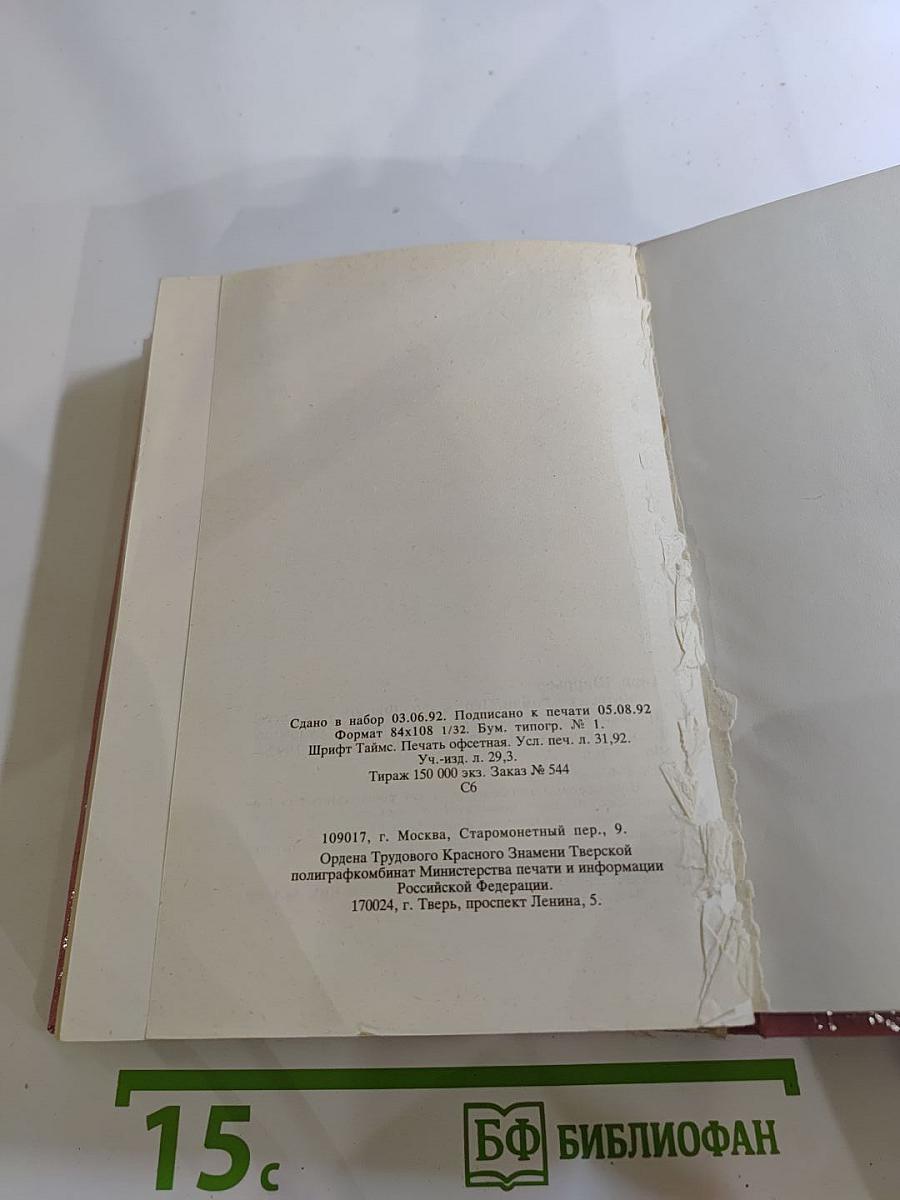 Сдано в набор 03.06.92. Подписано к печати 05.08.92
Формат 84х108 1/32. Бум. типогр. № 1.
Шрифт Таймс. Печать офсетная. Усл. печ. л. 31,92.
Уч.-изд. л. 29,3.
Тираж 150 000 экз. Заказ № 544
С6
109017, г. Москва, Старомонетный пер., 9.
Ордена Трудового Красного Знамени Тверской
полиграфкомбинат Министерства печати и информации
Российской Федерации.
170024, г. Тверь, проспект Ленина, 5.
15 с
БФ БИБЛИОФАН